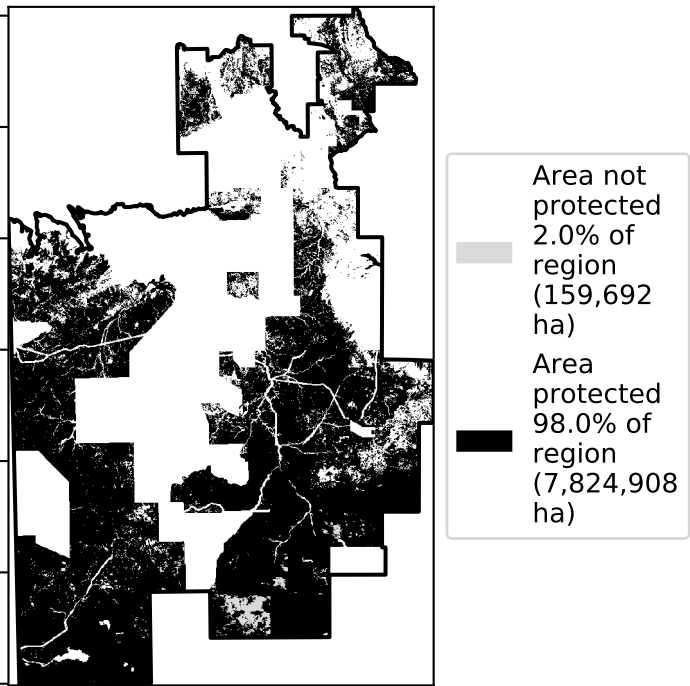 Area not
protected
2.0% of
region
(159,692
ha)
Area
protected
98.0% of
region
(7,824,908
ha)